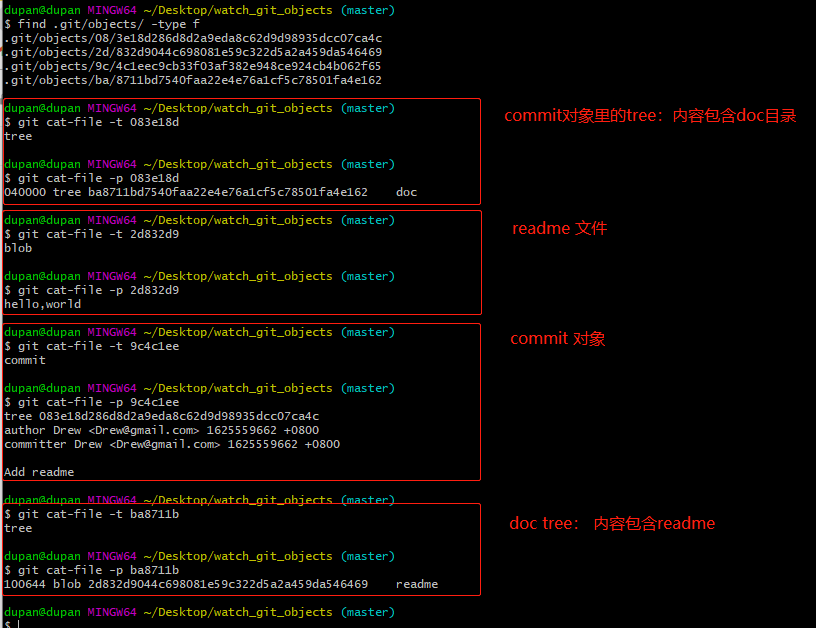 dupan@dupan MINGW64 ~/Desktop/watch_git_objects (master)
$ find .git/objects/ -type f
.git/objects/08/3e18d286d8d2a9eda8c62d9d98935dcc07ca4c
.git/objects/2d/832d9044c698081e59c322d5a2a459da546469
.git/objects/9c/4c1eec9cb33f03af382e948ce924cb4b062f65
.git/objects/ba/8711bd7540faa22e4e76a1cf5c78501fa4e162
dupan@dupan MINGW64 ~/Desktop/watch_git_objects (master)
$ git cat-file -t 083e18d
tree
commit对象里的tree：内容包含doc目录
dupan@dupan MINGW64 ~/Desktop/watch_git_objects (master)
$ git cat-file -p 083e18d
040000 tree ba8711bd7540faa22e4e76a1cf5c78501fa4e162    doc
dupan@dupan MINGW64 ~/Desktop/watch_git_objects (master)
$ git cat-file -t 2d832d9
blob
readme 文件
dupan@dupan MINGW64 ~/Desktop/watch_git_objects (master)
$ git cat-file -p 2d832d9
hello,world
dupan@dupan MINGW64 ~/Desktop/watch_git_objects (master)
$ git cat-file -t 9c4c1ee
commit
commit 对象
dupan@dupan MINGW64 ~/Desktop/watch_git_objects (master)
$ git cat-file -p 9c4c1ee
tree 083e18d286d8d2a9eda8c62d9d98935dcc07ca4c
author Drew <Drew@gmail.com> 1625559662 +0800
committer Drew <Drew@gmail.com> 1625559662 +0800
Add readme
dupan@dupan MINGW64 ~/Desktop/watch_git_objects (master)
$ git cat-file -t ba8711b
tree
doc tree： 内容包含readme
dupan@dupan MINGW64 ~/Desktop/watch_git_objects (master)
$ git cat-file -p ba8711b
100644 blob 2d832d9044c698081e59c322d5a2a459da546469    readme
dupan@dupan MINGW64 ~/Desktop/watch_git_objects (master)
$